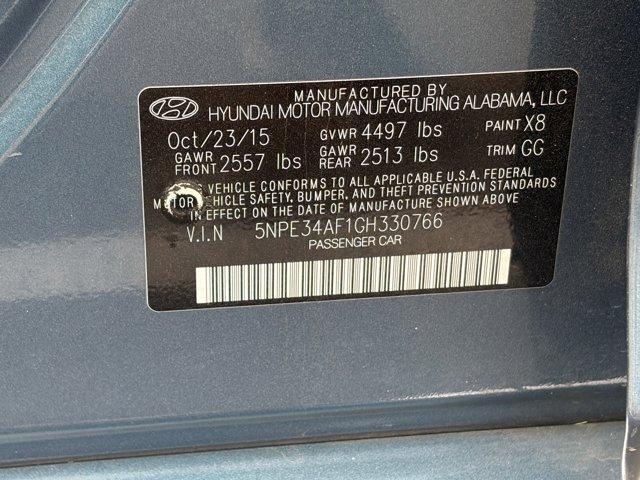 MANUFACTURED BY
HYUNDAI MOTOR MANUFACTURING ALABAMA, LLC
Oct/23/15 GVWR 4497 lbs PAINT X8
GAWR FRONT 2557 lbs GAWR REAR 2513 lbs TRIM GG
VEHICLE CONFORMS TO ALL APPLICABLE U.S.A. FEDERAL
MOTOR VEHICLE SAFETY, BUMPER, AND THEFT PREVENTION STANDARDS
IN EFFECT ON THE DATE OF MANUFACTURE SHOWN ABOVE
V.I.N 5NPE34AF1GH330766
PASSENGER CAR